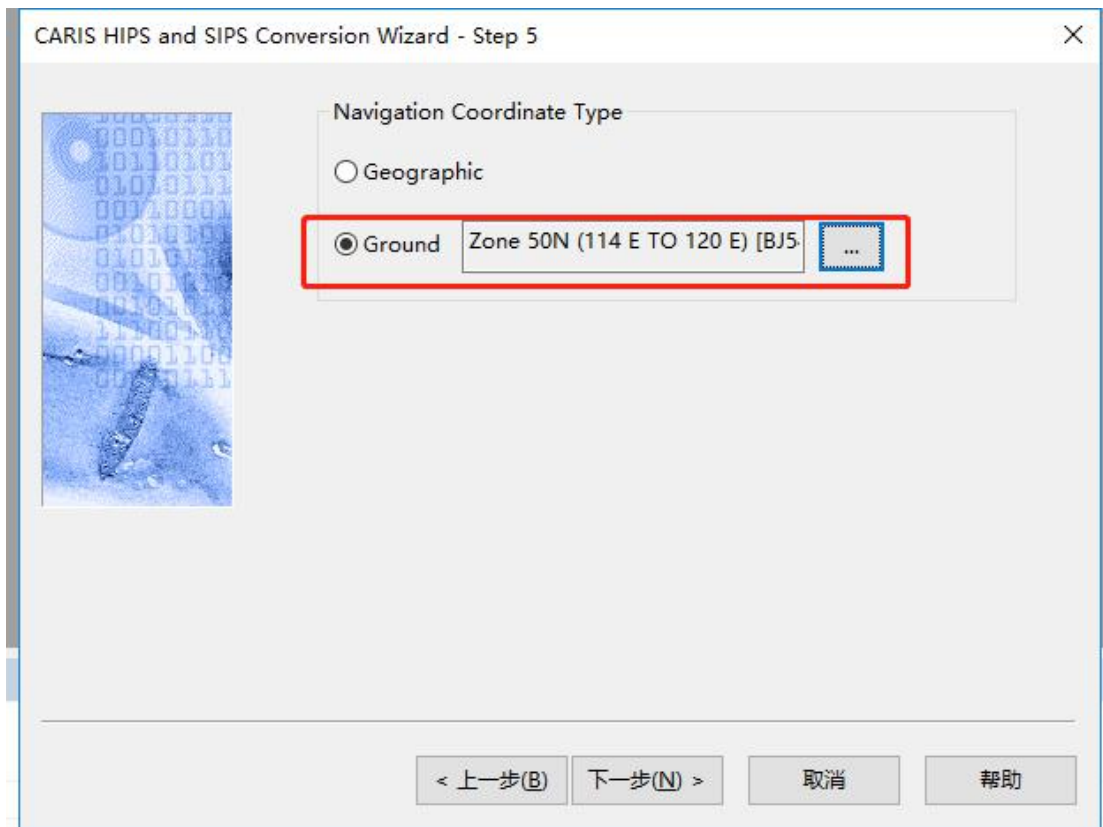 CARIS HIPS and SIPS Conversion Wizard - Step 5
Navigation Coordinate Type
Geographic
Ground
Zone 50N (114 E TO 120 E) [BJ5
...
< 上一步(B)
下一步(N) >
取消
帮助